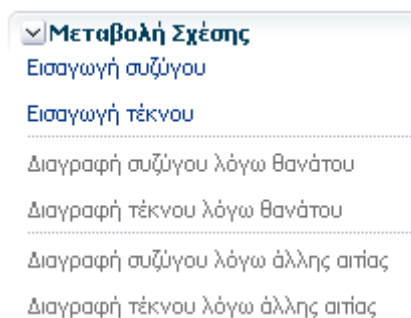 Μεταβολή Σχέσης
Εισαγωγή συζύγου
Εισαγωγή τέκνου
Διαγραφή συζύγου λόγω θανάτου
Διαγραφή τέκνου λόγω θανάτου
Διαγραφή συζύγου λόγω άλλης αιτίας
Διαγραφή τέκνου λόγω άλλης αιτίας